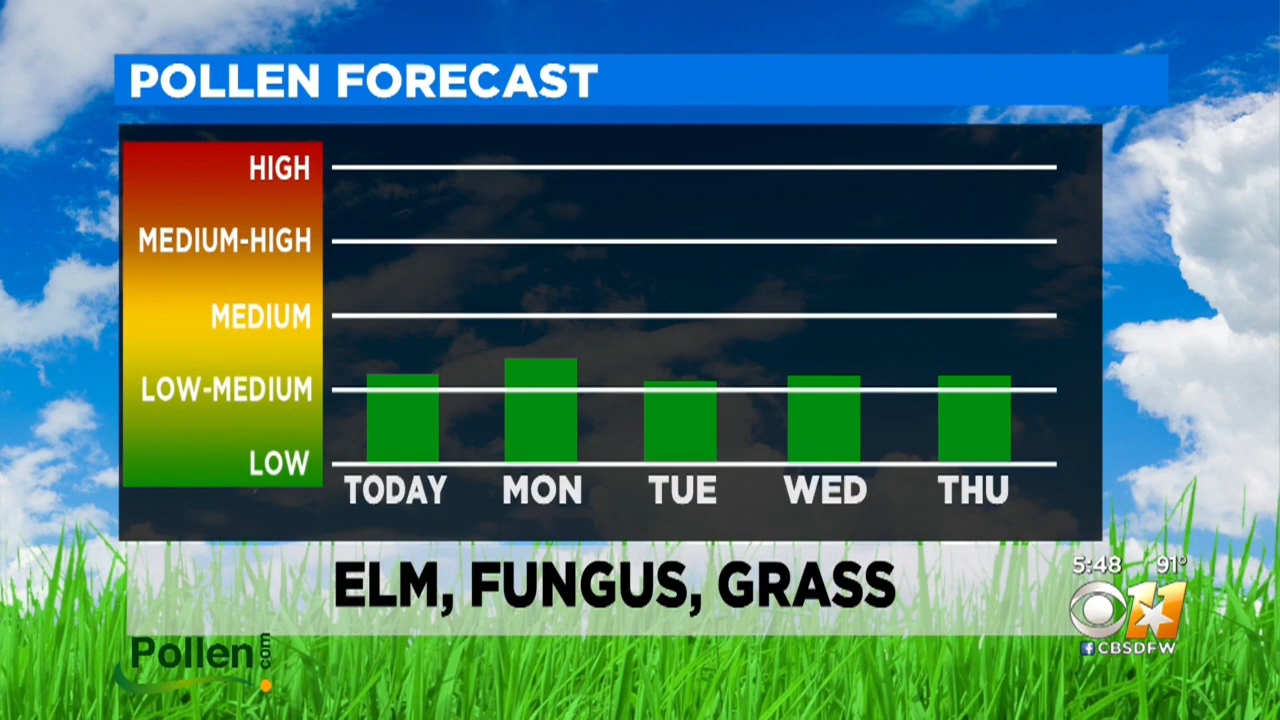 POLLEN FORECAST
HIGH
MEDIUM-HIGH
MEDIUM
LOW-MEDIUM
LOW
TODAY MON TUE WED THU
ELM, FUNGUS, GRASS
5:48 91°
11
CBSDFW
Pollen.com